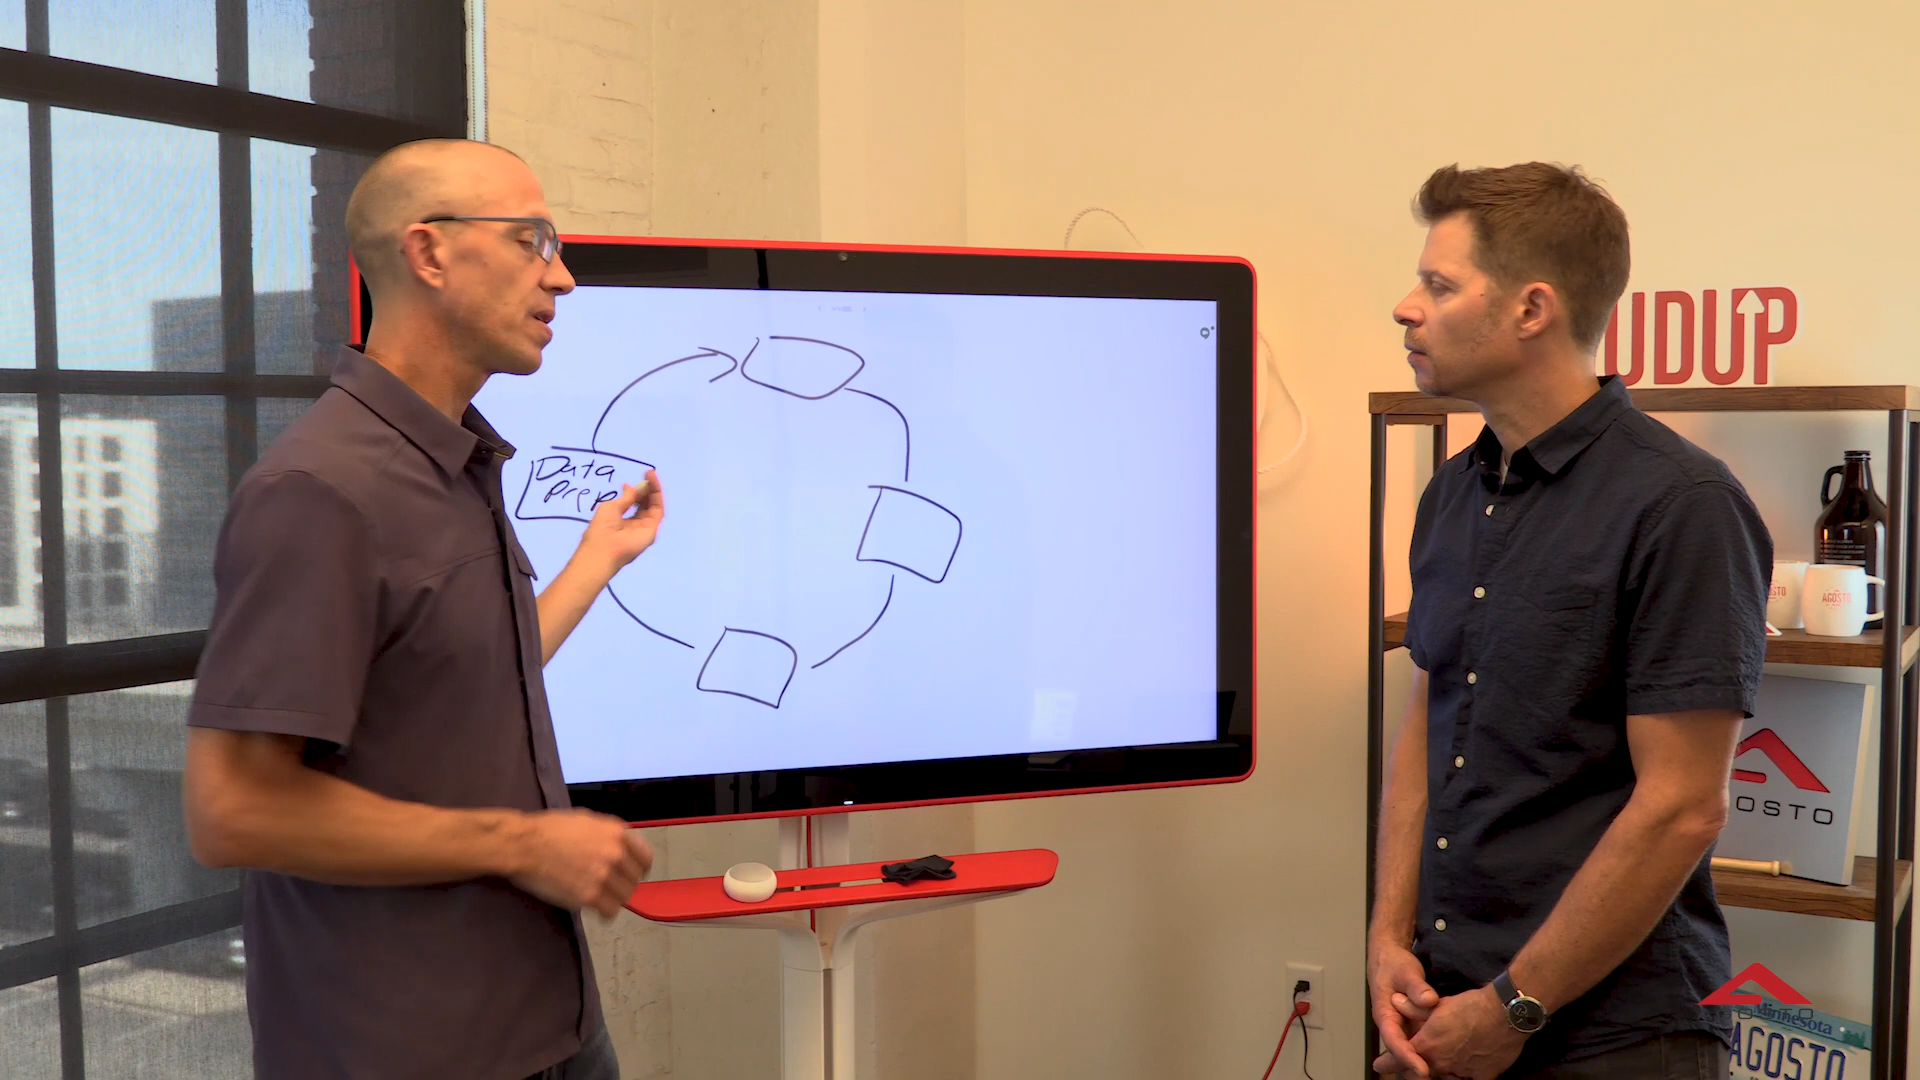 UDUP
Data
Prep
AGOSTO
OSTO
Minnesota
AGOSTO